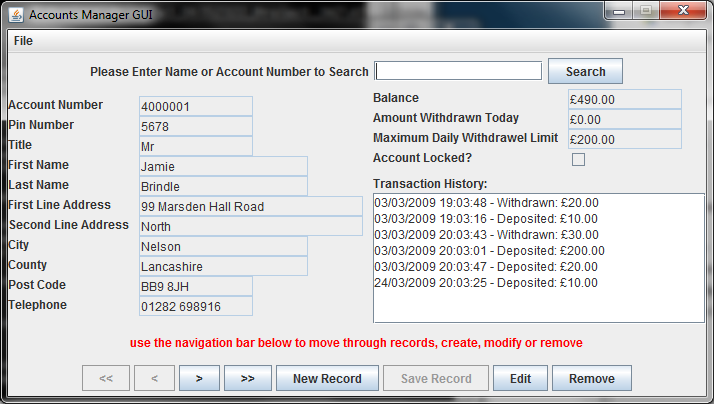 Accounts Manager GUI
File
Please Enter Name or Account Number to Search Search
Account Number 4000001
Pin Number 5678
Title Mr
First Name Jamie
Last Name Brindle
First Line Address 99 Marsden Hall Road
Second Line Address North
City Nelson
County Lancashire
Post Code BB9 8JH
Telephone 01282 698916
Balance £490.00
Amount Withdrawn Today £0.00
Maximum Daily Withdrawel Limit £200.00
Account Locked?
Transaction History:
03/03/2009 19:03:48 - Withdrawn: £20.00
03/03/2009 19:03:16 - Deposited: £10.00
03/03/2009 20:03:43 - Withdrawn: £30.00
03/03/2009 20:03:01 - Deposited: £200.00
03/03/2009 20:03:47 - Deposited: £20.00
24/03/2009 20:03:25 - Deposited: £10.00
use the navigation bar below to move through records, create, modify or remove
<< < > >> New Record Save Record Edit Remove